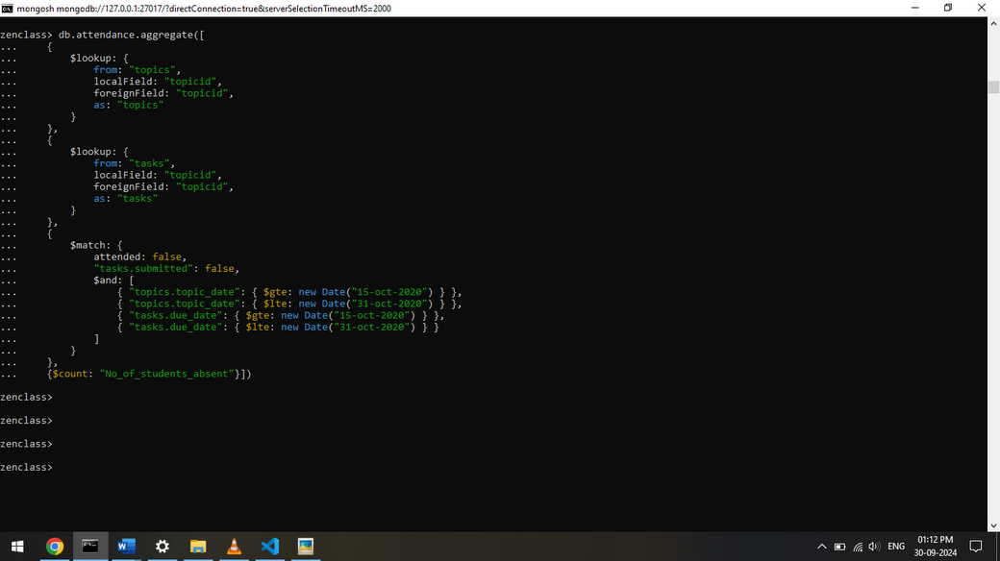 mongosh mongodb://127.0.0.1:27017/?directConnection=true&serverSelectionTimeoutMS=2000
zenclass> db.attendance.aggregate([
...     {
...         $lookup: {
...             from: "topics",
...             localField: "topicid",
...             foreignField: "topicid",
...             as: "topics"
...         }
...     },
...     {
...         $lookup: {
...             from: "tasks",
...             localField: "topicid",
...             foreignField: "topicid",
...             as: "tasks"
...         }
...     },
...     {
...         $match: {
...             attended: false,
...             "tasks.submitted": false,
...             $and: [
...                 { "topics.topic_date": { $gte: new Date("15-oct-2020") } },
...                 { "topics.topic_date": { $lte: new Date("31-oct-2020") } },
...                 { "tasks.due_date": { $gte: new Date("15-oct-2020") } },
...                 { "tasks.due_date": { $lte: new Date("31-oct-2020") } }
...             ]
...         }
...     },
...     {$count: "No_of_students_absent"}])
zenclass>
zenclass>
zenclass>
zenclass>
ENG
01:12 PM
30-09-2024